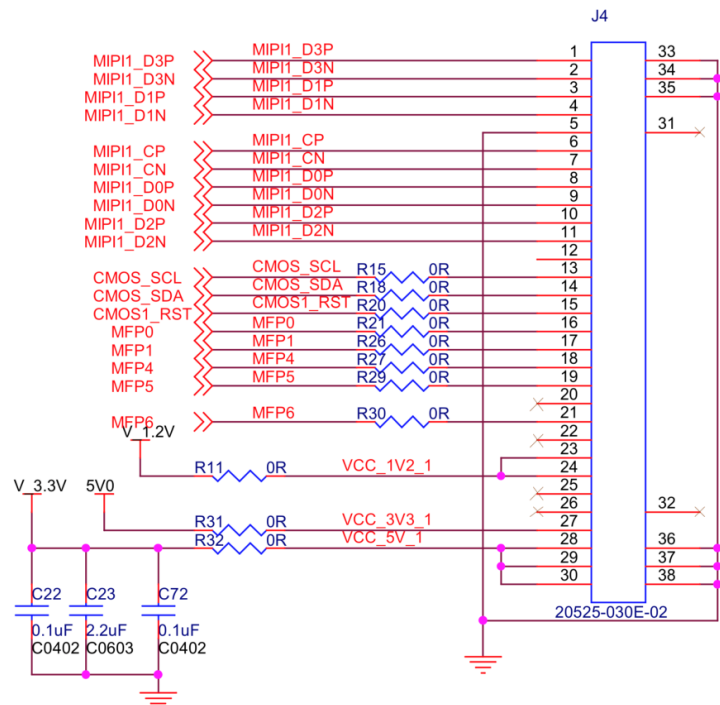 J4
MIPI1_D3P MIPI1_D3P 1 33
MIPI1_D3N MIPI1_D3N 2 34
MIPI1_D1P MIPI1_D1P 3 35
MIPI1_D1N MIPI1_D1N 4
5 31
MIPI1_CP MIPI1_CP 6
MIPI1_CN MIPI1_CN 7
MIPI1_D0P MIPI1_D0P 8
MIPI1_D0N MIPI1_D0N 9
MIPI1_D2P MIPI1_D2P 10
MIPI1_D2N MIPI1_D2N 11
12
CMOS_SCL CMOS_SCL R15 0R 13
CMOS_SDA CMOS_SDA R18 0R 14
CMOS1_RST CMOS1_RST R20 0R 15
MFP0 MFP0 R21 0R 16
MFP1 MFP1 R26 0R 17
MFP4 MFP4 R27 0R 18
MFP5 MFP5 R29 0R 19
20
MFP6 MFP6 R30 0R 21
V_1.2V 22
23
R11 0R VCC_1V2_1 24
V_3.3V 5V0 25
26 32
R31 0R VCC_3V3_1 27
R32 0R VCC_5V_1 28 36
29 37
30 38
C22 C23 C72
20525-030E-02
0.1uF 2.2uF 0.1uF
C0402 C0603 C0402